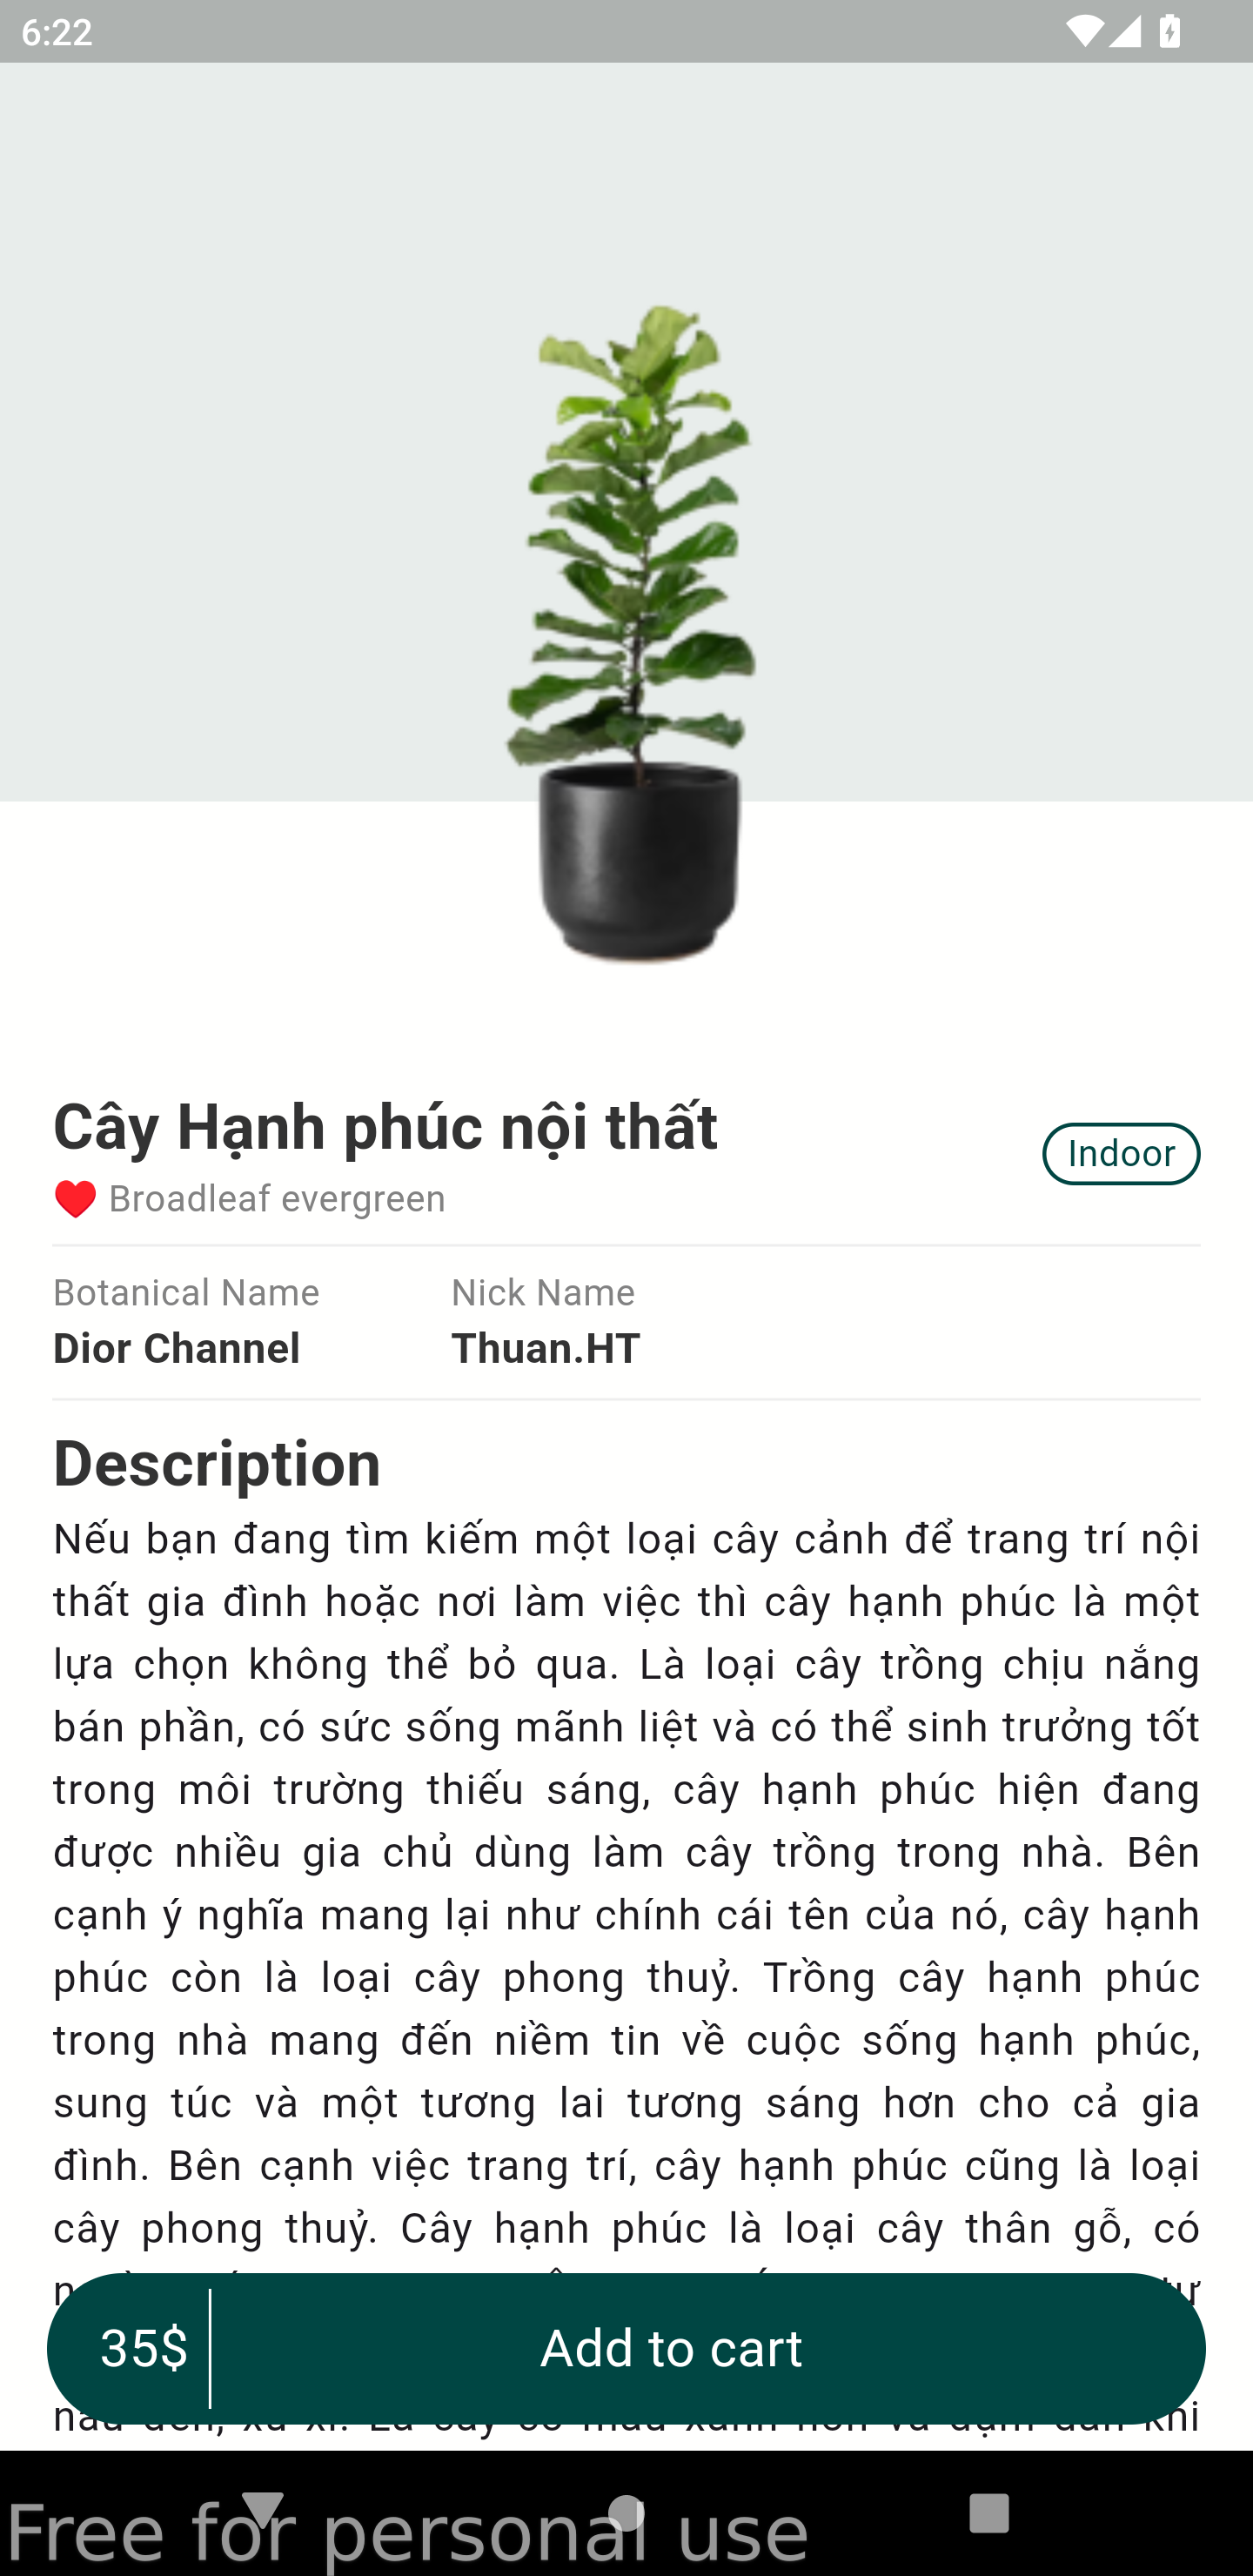 6:22
Cây Hạnh phúc nội thất
Indoor
Broadleaf evergreen
Botanical Name
Nick Name
Dior Channel
Thuan.HT
Description
Nếu bạn đang tìm kiếm một loại cây cảnh để trang trí nội
thất gia đình hoặc nơi làm việc thì cây hạnh phúc là một
lựa chọn không thể bỏ qua. Là loại cây trồng chịu nắng
bán phần, có sức sống mãnh liệt và có thể sinh trưởng tốt
trong môi trường thiếu sáng, cây hạnh phúc hiện đang
được nhiều gia chủ dùng làm cây trồng trong nhà. Bên
cạnh ý nghĩa mang lại như chính cái tên của nó, cây hạnh
phúc còn là loại cây phong thuỷ. Trồng cây hạnh phúc
trong nhà mang đến niềm tin về cuộc sống hạnh phúc,
sung túc và một tương lai tương sáng hơn cho cả gia
đình. Bên cạnh việc trang trí, cây hạnh phúc cũng là loại
cây phong thuỷ. Cây hạnh phúc là loại cây thân gỗ, có
35$
Add to cart
khi
Free for personal use